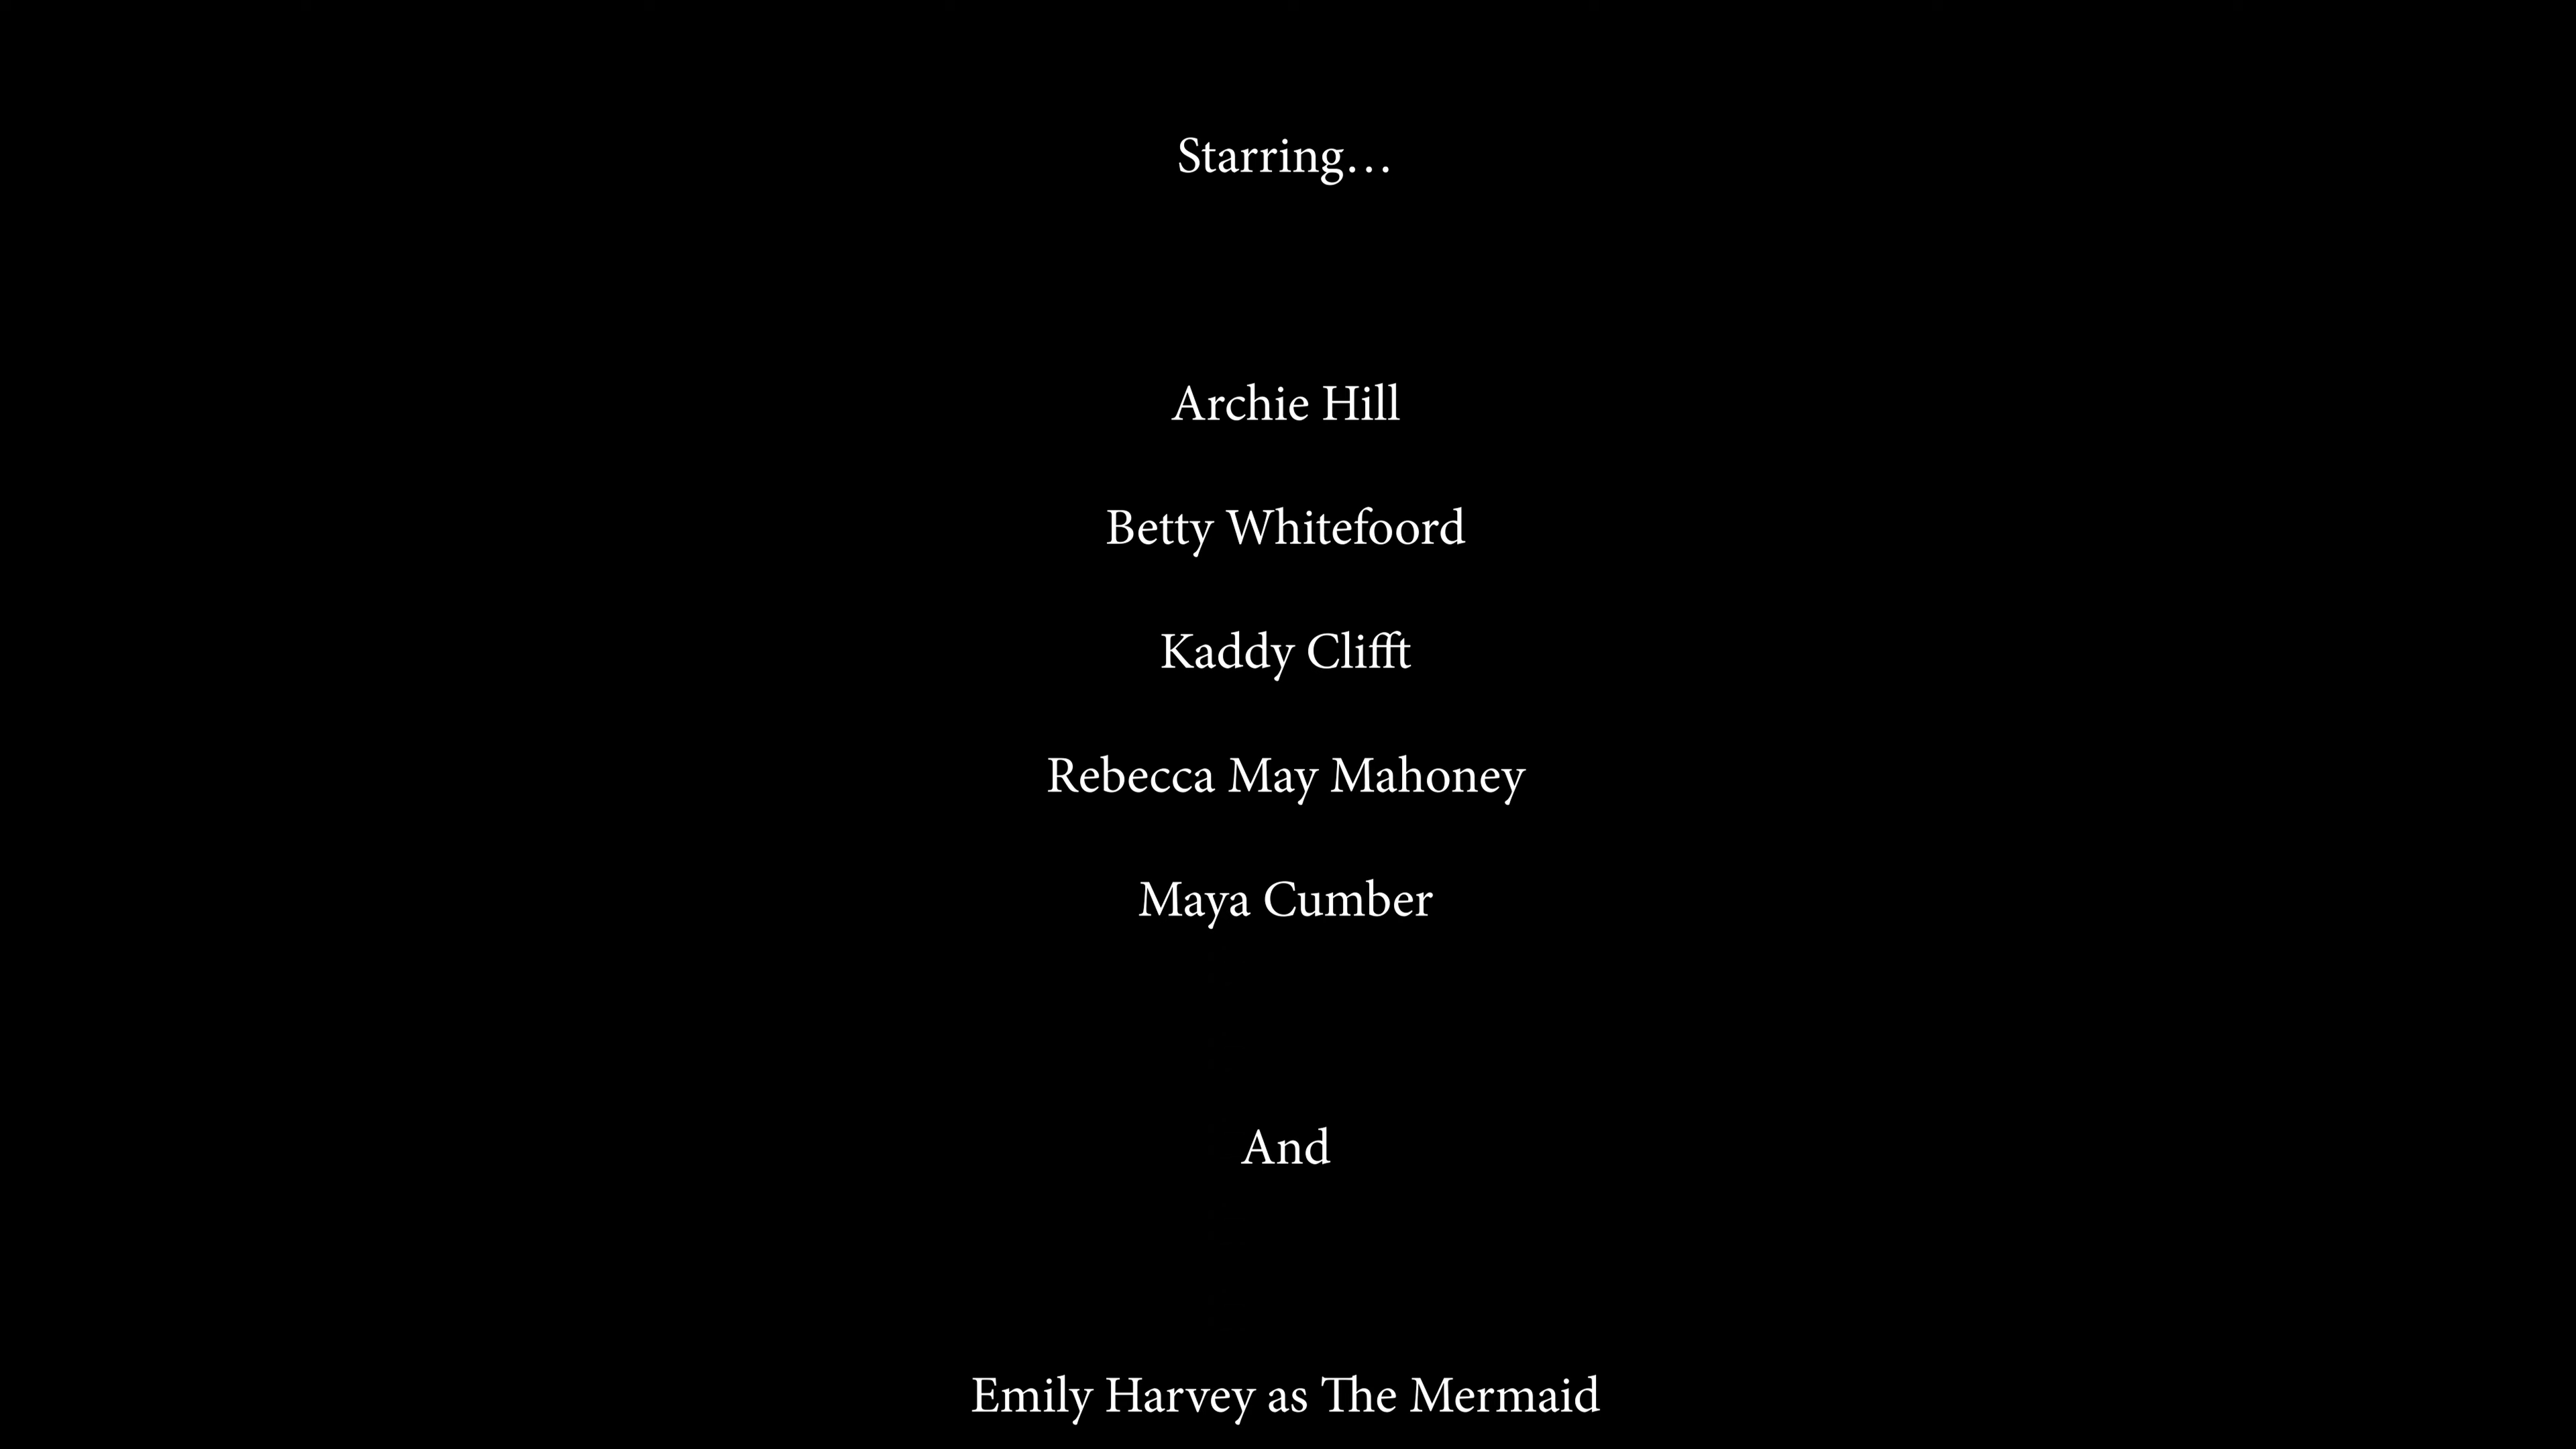 Starring…
Archie Hill
Betty Whitefoord
Kaddy Clifft
Rebecca May Mahoney
Maya Cumber
And
Emily Harvey as The Mermaid